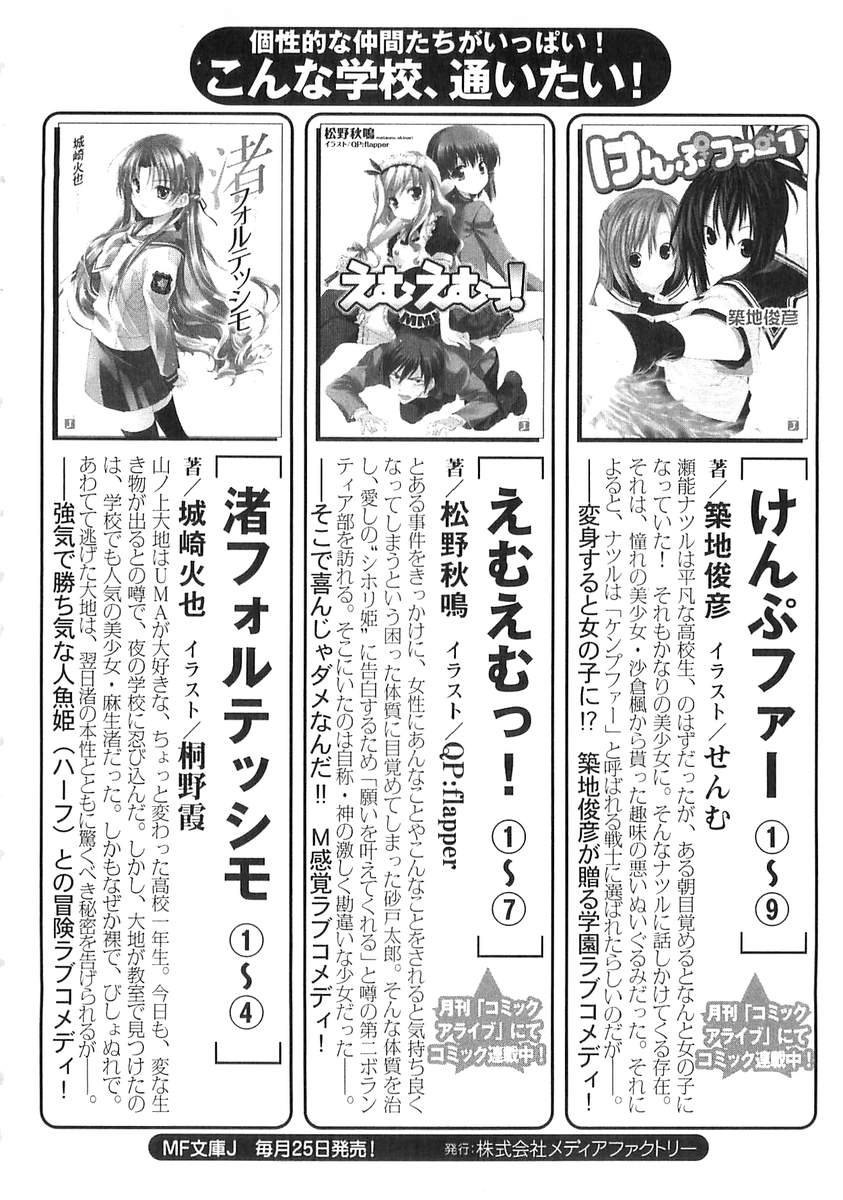 個性的な仲間たちがいっぱい！
こんな学校、通いたい！
けんぷファー1
築地俊彦
J
けんぷファー ①～⑨
著／築地俊彦　イラスト／せんむ
瀬能ナツルは平凡な高校生、のはずだったが、ある朝目覚めるとなんと女の子に
なっていた！　それもかなりの美少女に。そんなナツルに話しかけてくる存在。
それは、憧れの美少女・沙倉楓から貰った趣味の悪いぬいぐるみだった。それに
よると、ナツルは「ケンプファー」と呼ばれる戦士に選ばれたらしいのだが――。
――変身すると女の子に!?　築地俊彦が贈る学園ラブコメディ！
月刊「コミック
アライブ」にて
コミック連載中！
松野秋鳴 matsuno akinari
イラスト/QP:flapper
えむえむっ！
MM!
J
えむえむっ！ ①～⑦
著／松野秋鳴　イラスト／QP:flapper
とある事件をきっかけに、女性にあんなことやこんなことをされると気持ち良く
なってしまうという困った体質に目覚めてしまった砂戸太郎。そんな体質を治
し、愛しの〝シホリ姫〟に告白するため「願いを叶えてくれる」と噂の第二ボラン
ティア部を訪れる。そこにいたのは自称・神の激しく勘違いな少女だった――。
――そこで喜んじゃダメなんだ!!　Ｍ感覚ラブコメディ！
月刊「コミック
アライブ」にて
コミック連載中！
城崎火也
渚フォルテッシモ
J
渚フォルテッシモ ①～④
著／城崎火也　イラスト／桐野霞
山ノ上大地はUMAが大好きな、ちょっと変わった高校一年生。今日も、変な生
き物が出るとの噂で、夜の学校に忍び込んだ。しかし、大地が教室で見つけたの
は、学校でも人気の美少女・麻生渚だった。しかもなぜか裸で、びしょぬれで。
あわてて逃げた大地は、翌日渚の本性とともに驚くべき秘密を告げられるが――。
――強気で勝ち気な人魚姫（ハーフ）との冒険ラブコメディ！
MF文庫J　毎月25日発売！　発行：株式会社メディアファクトリー